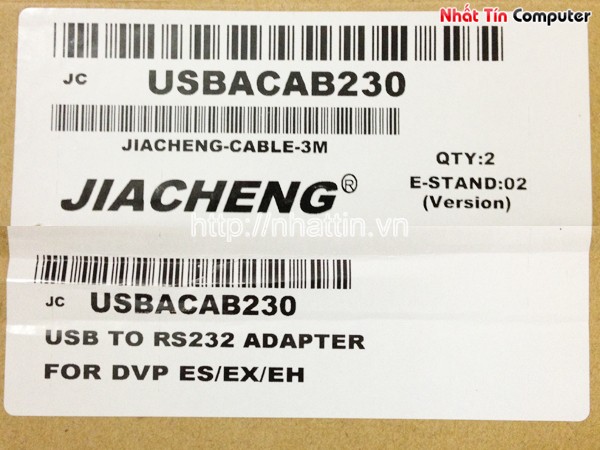 Nhất Tín Computer
JC USBACAB230
JIACHENG-CABLE-3M
QTY:2
JIACHENG®
E-STAND:02
(Version)
http://nhattin.vn
JC USBACAB230
USB TO RS232 ADAPTER
FOR DVP ES/EX/EH